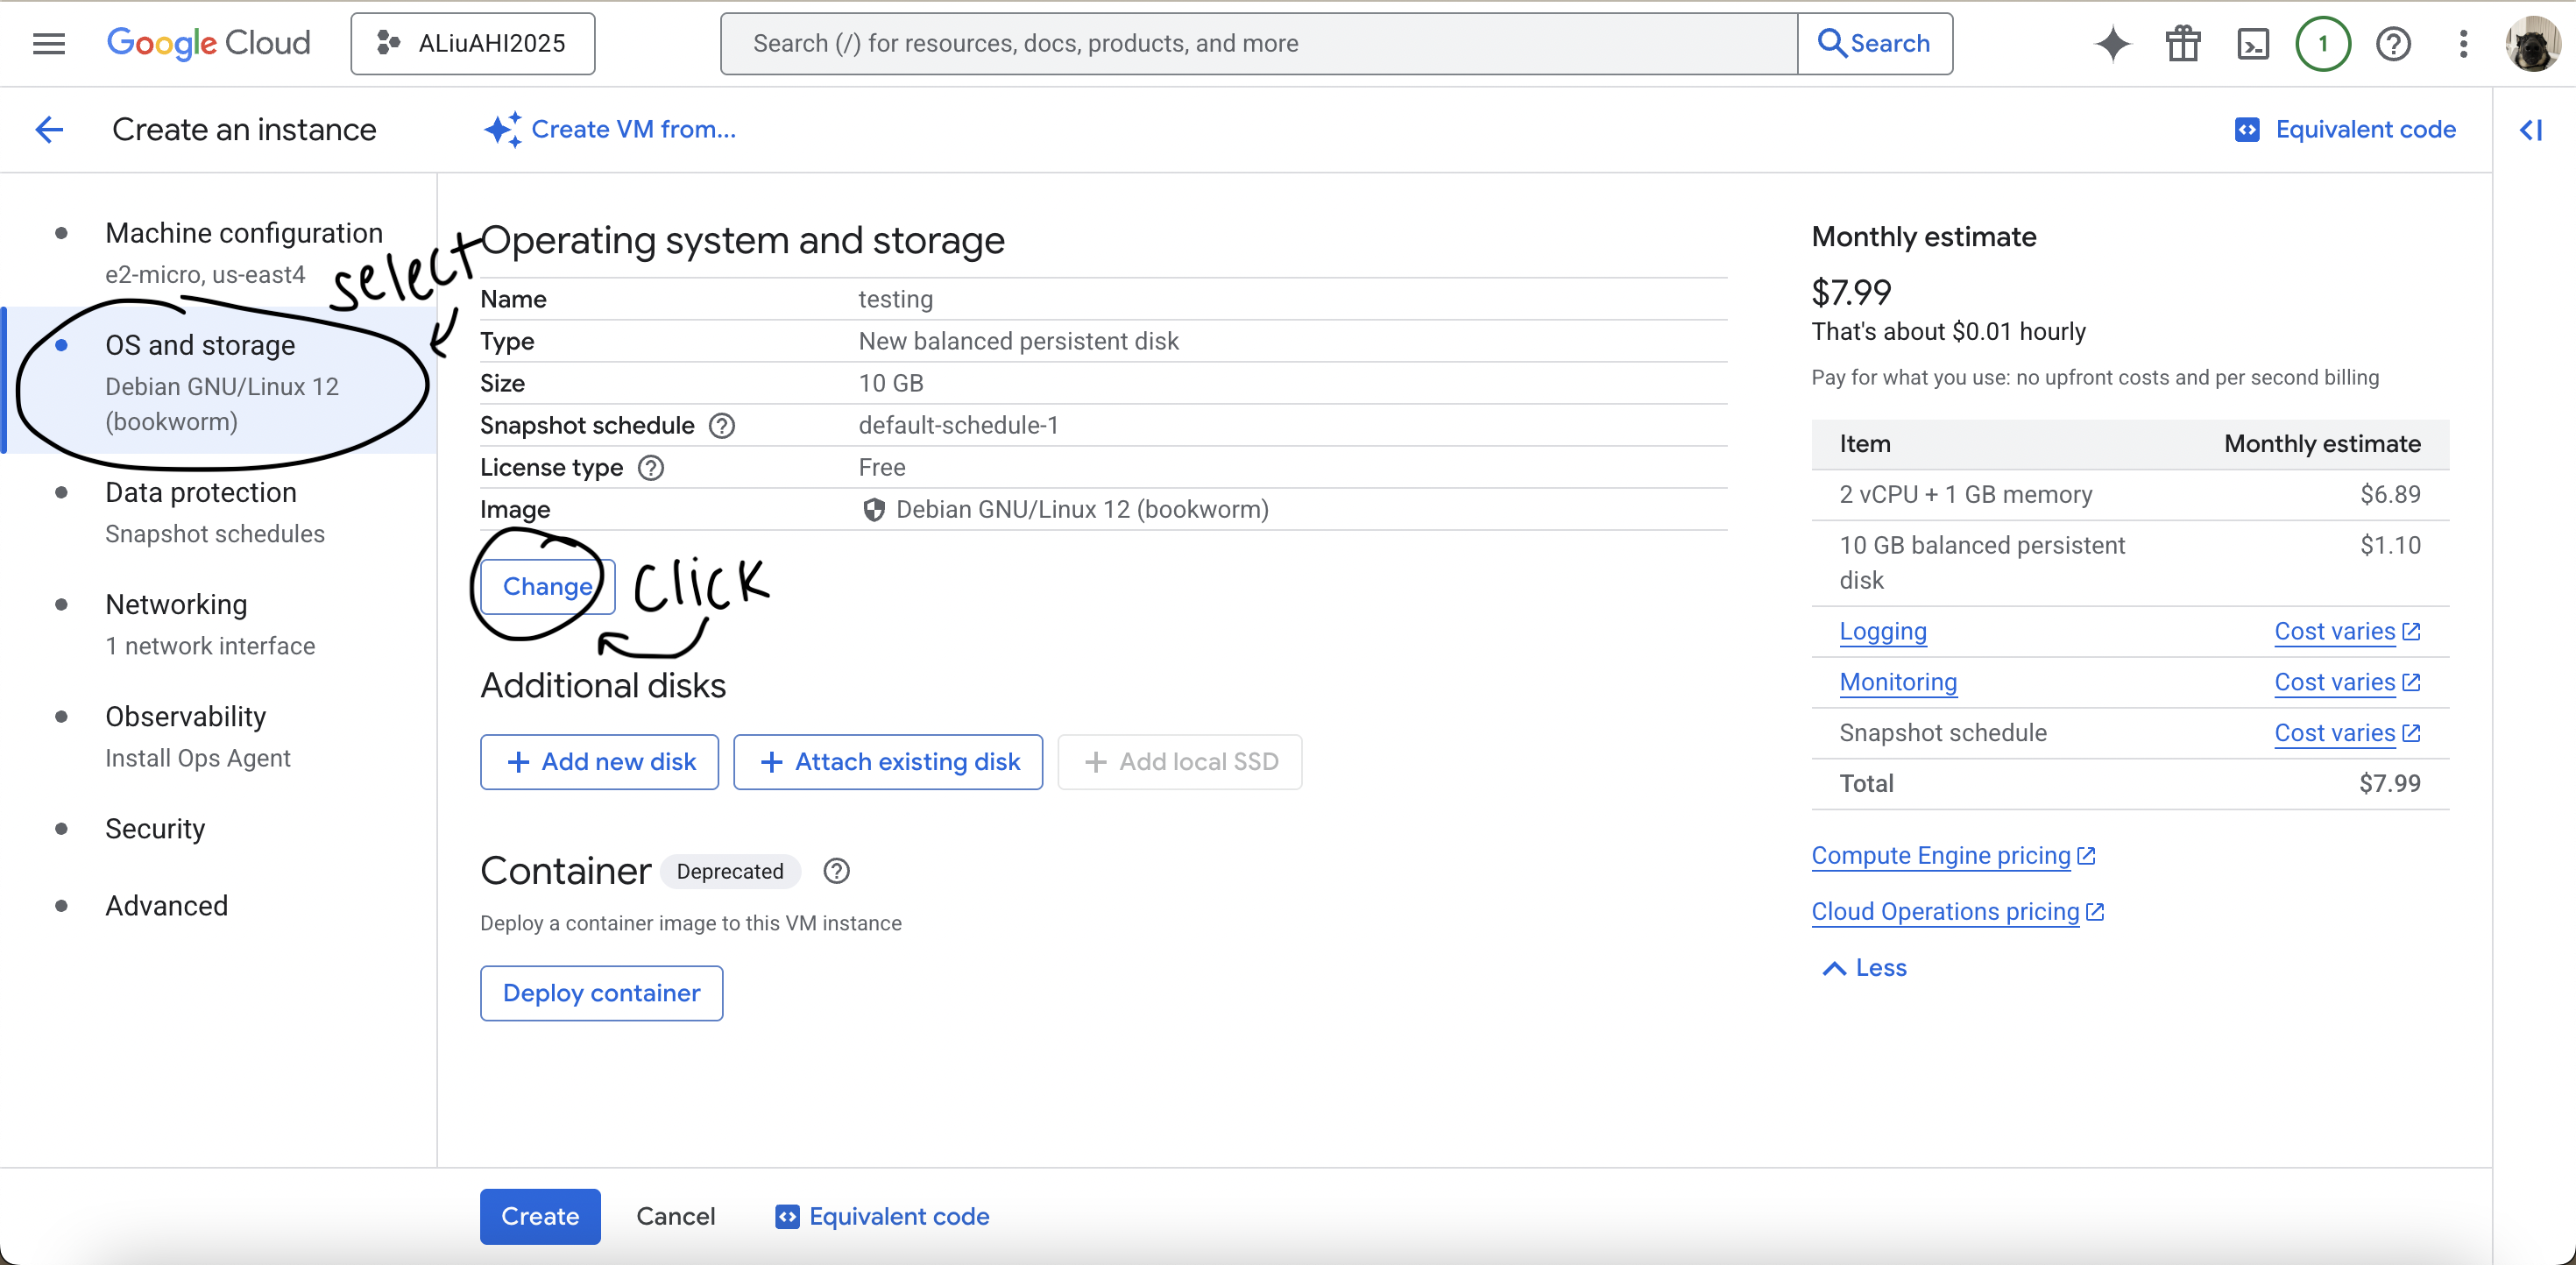 Google Cloud
ALiuAHI2025
Search (/) for resources, docs, products, and more
Search
1
Create an instance
Create VM from...
Equivalent code
Machine configuration
e2-micro, us-east4
select
OS and storage
Debian GNU/Linux 12
(bookworm)
Data protection
Snapshot schedules
Networking
1 network interface
Observability
Install Ops Agent
Security
Advanced
Operating system and storage
Name testing
Type New balanced persistent disk
Size 10 GB
Snapshot schedule default-schedule-1
License type Free
Image Debian GNU/Linux 12 (bookworm)
Change
click
Additional disks
Add new disk
Attach existing disk
Add local SSD
Container Deprecated
Deploy a container image to this VM instance
Deploy container
Monthly estimate
$7.99
That's about $0.01 hourly
Pay for what you use: no upfront costs and per second billing
Item Monthly estimate
2 vCPU + 1 GB memory $6.89
10 GB balanced persistent $1.10
disk
Logging Cost varies
Monitoring Cost varies
Snapshot schedule Cost varies
Total $7.99
Compute Engine pricing
Cloud Operations pricing
Less
Create
Cancel
Equivalent code